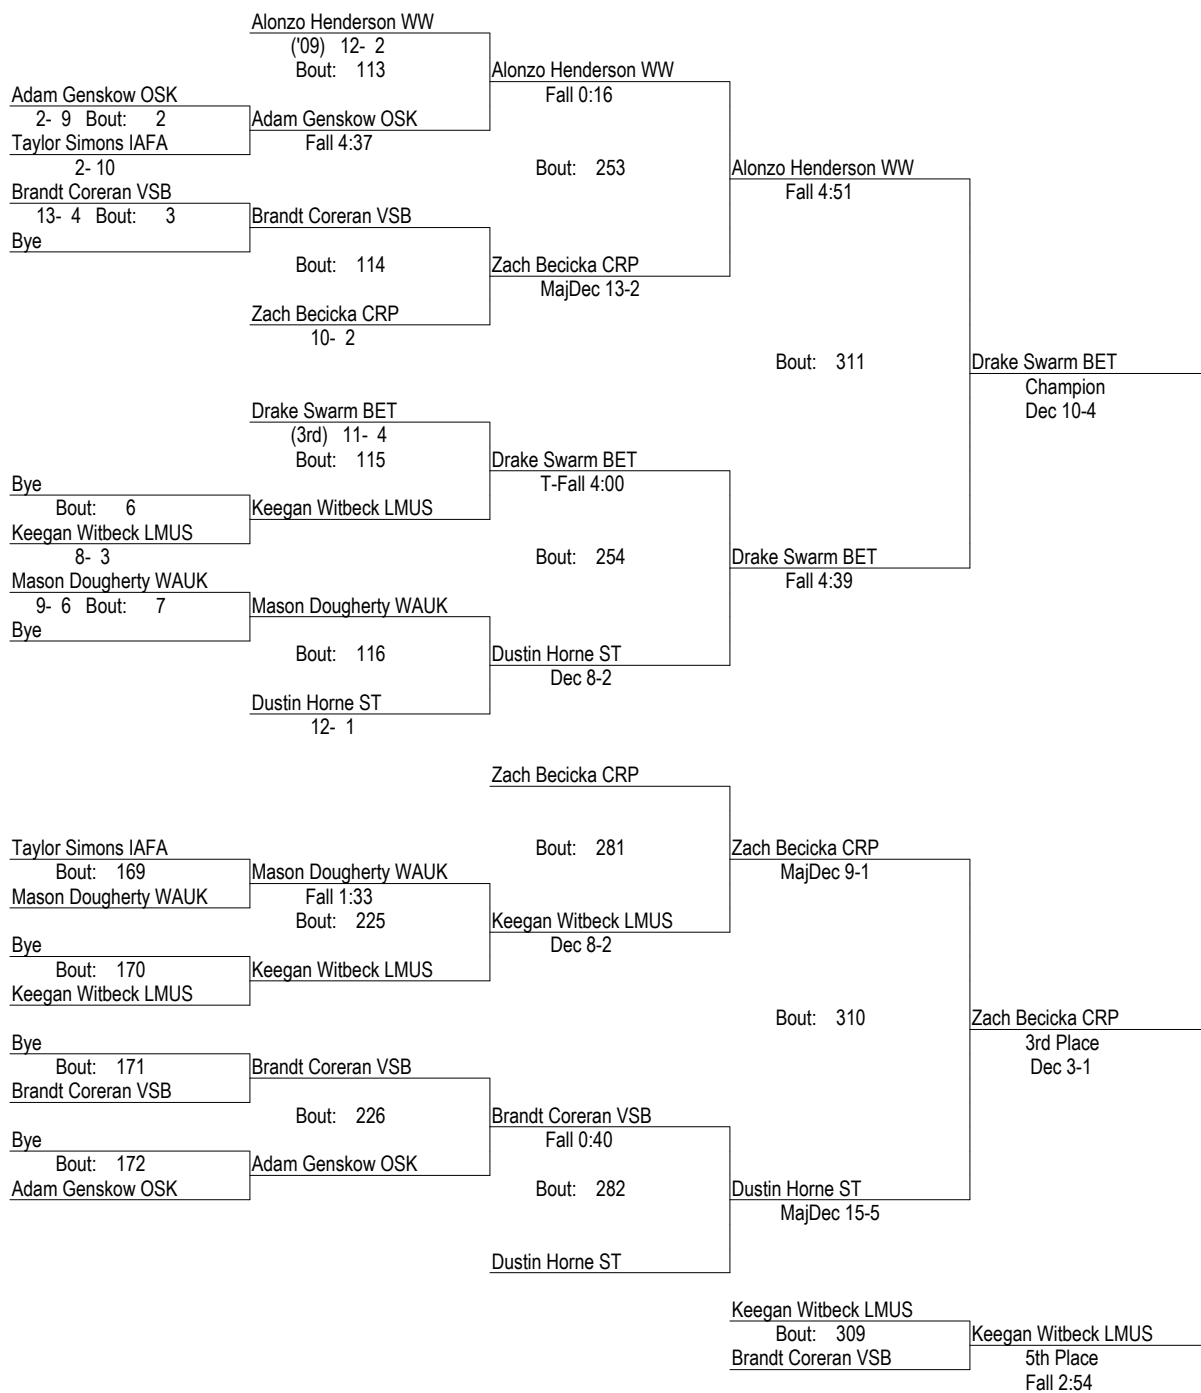 Alonzo Henderson WW
('09) 12- 2
Bout: 113
Alonzo Henderson WW
Fall 0:16
Adam Genskow OSK
2- 9 Bout: 2
Adam Genskow OSK
Fall 4:37
Taylor Simons IAFA
2- 10
Bout: 253
Alonzo Henderson WW
Fall 4:51
Brandt Coreran VSB
13- 4 Bout: 3
Brandt Coreran VSB
Bye
Bout: 114
Zach Becicka CRP
MajDec 13-2
Zach Becicka CRP
10- 2
Bout: 311
Drake Swarm BET
Champion
Dec 10-4
Drake Swarm BET
(3rd) 11- 4
Bout: 115
Drake Swarm BET
T-Fall 4:00
Bye
Bout: 6
Keegan Witbeck LMUS
Keegan Witbeck LMUS
8- 3
Bout: 254
Drake Swarm BET
Fall 4:39
Mason Dougherty WAUK
9- 6 Bout: 7
Mason Dougherty WAUK
Bye
Bout: 116
Dustin Horne ST
Dec 8-2
Dustin Horne ST
12- 1
Zach Becicka CRP
Bout: 281
Zach Becicka CRP
MajDec 9-1
Taylor Simons IAFA
Bout: 169
Mason Dougherty WAUK
Mason Dougherty WAUK
Fall 1:33
Bout: 225
Keegan Witbeck LMUS
Dec 8-2
Bye
Bout: 170
Keegan Witbeck LMUS
Keegan Witbeck LMUS
Bout: 310
Zach Becicka CRP
3rd Place
Dec 3-1
Bye
Bout: 171
Brandt Coreran VSB
Brandt Coreran VSB
Bout: 226
Brandt Coreran VSB
Fall 0:40
Bye
Bout: 172
Adam Genskow OSK
Adam Genskow OSK
Bout: 282
Dustin Horne ST
MajDec 15-5
Dustin Horne ST
Keegan Witbeck LMUS
Bout: 309
Brandt Coreran VSB
Keegan Witbeck LMUS
5th Place
Fall 2:54